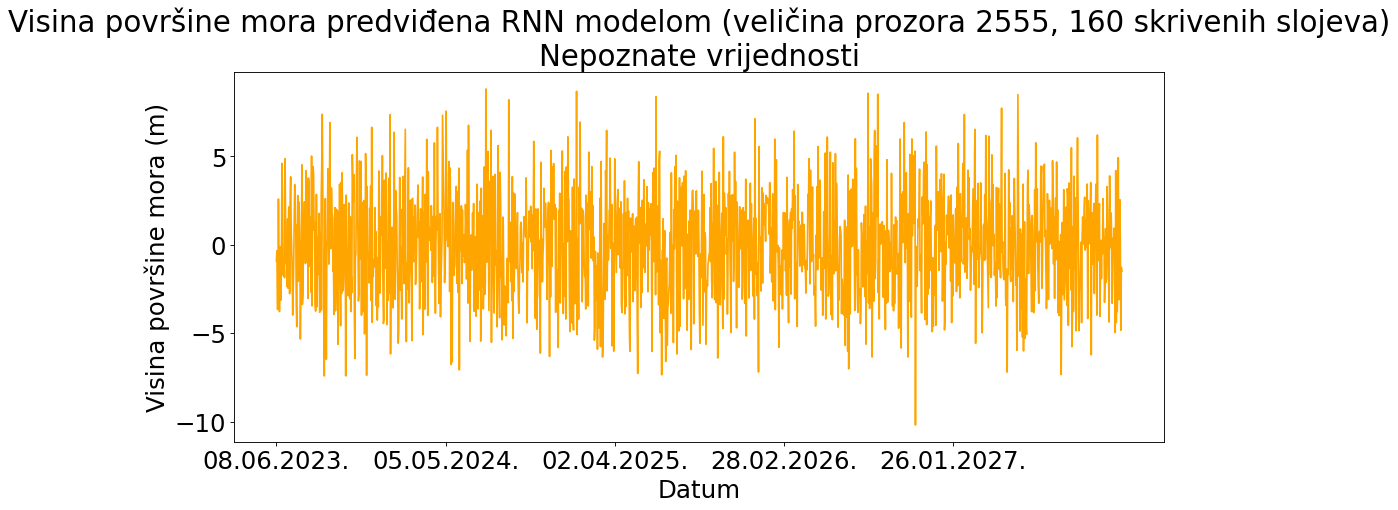 Visina površine mora predviđena RNN modelom (veličina prozora 2555, 160 skrivenih slojeva)
Nepoznate vrijednosti
Visina površine mora (m)
5
0
−5
−10
08.06.2023. 05.05.2024. 02.04.2025. 28.02.2026. 26.01.2027.
Datum